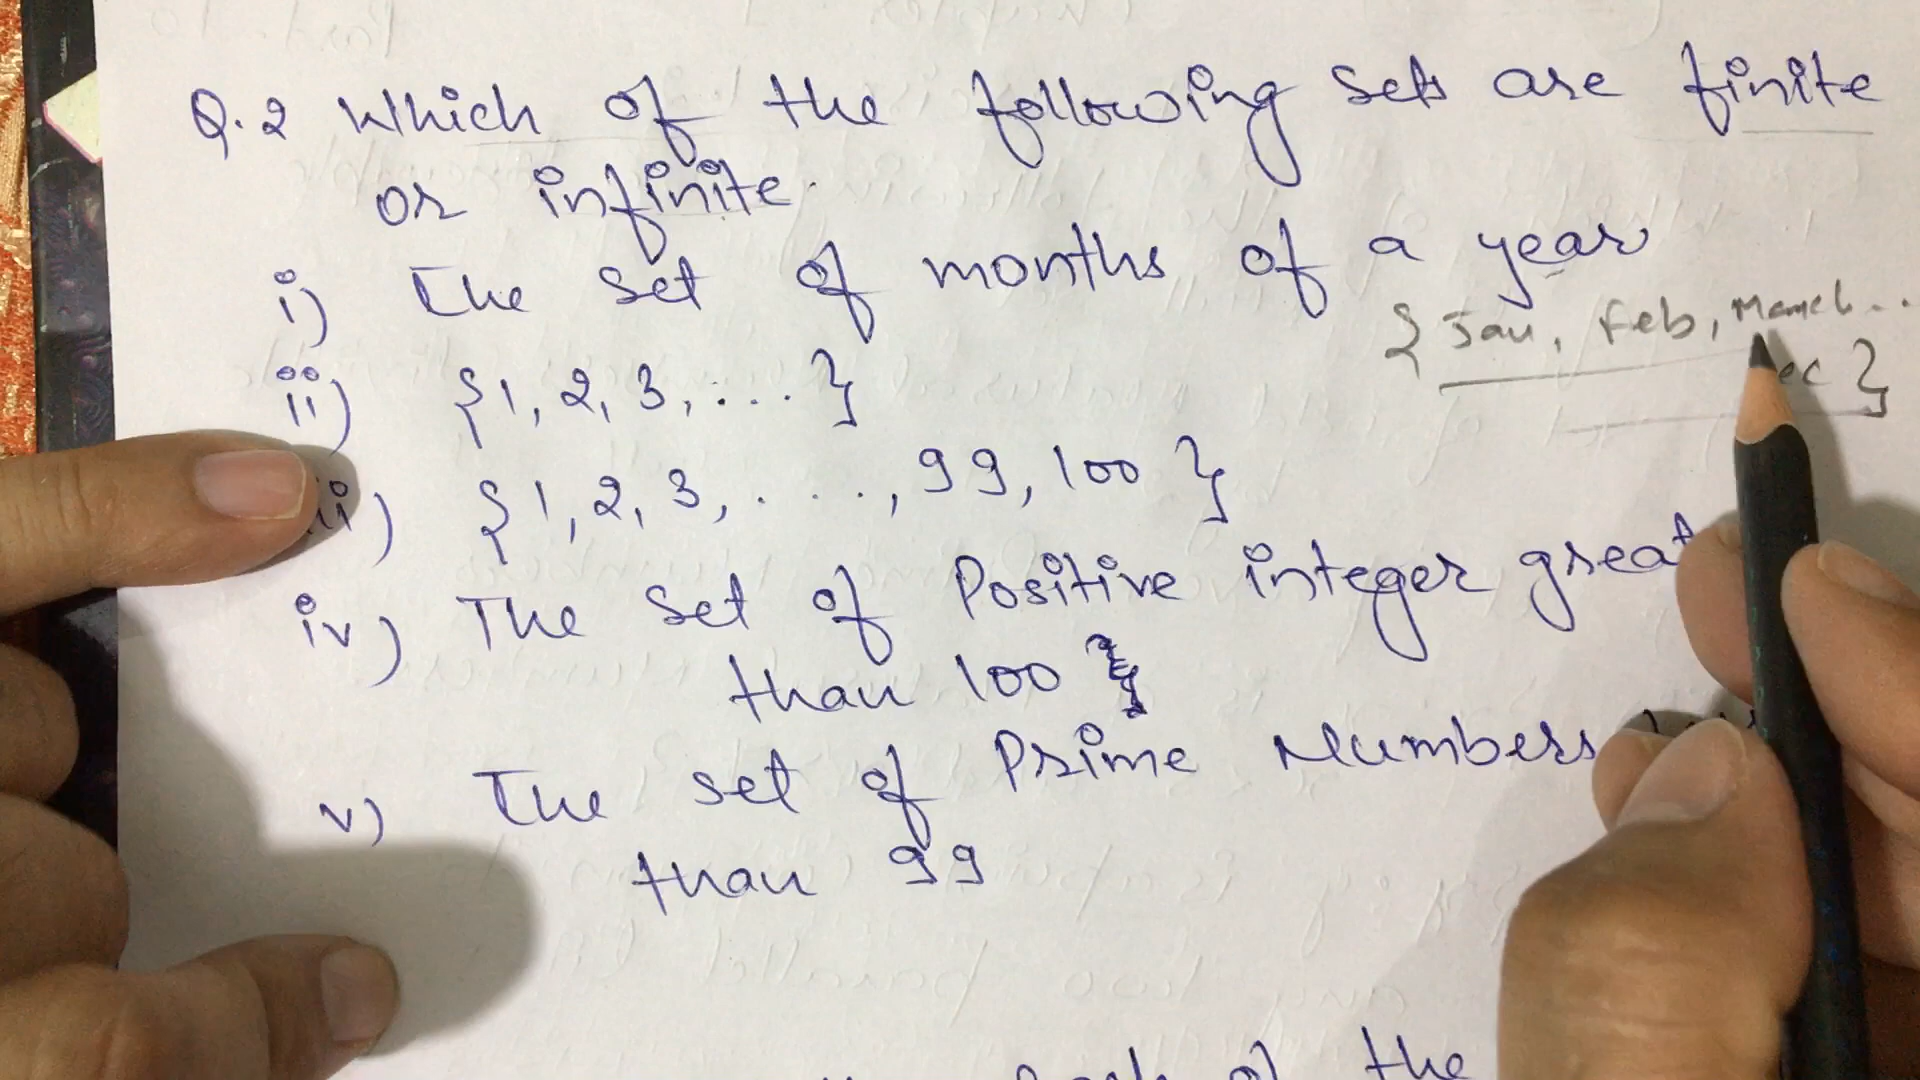 Q.2 Which of the following sets are finite
or infinite.
i) The set of months of a year
{ Jan, Feb, March...
ec }
ii) {1, 2, 3, ... }
iii) {1, 2, 3, . . . ., 99, 100 }
iv) The set of Positive integer great
than 100
v) The set of Prime Numbers
than 99
of the